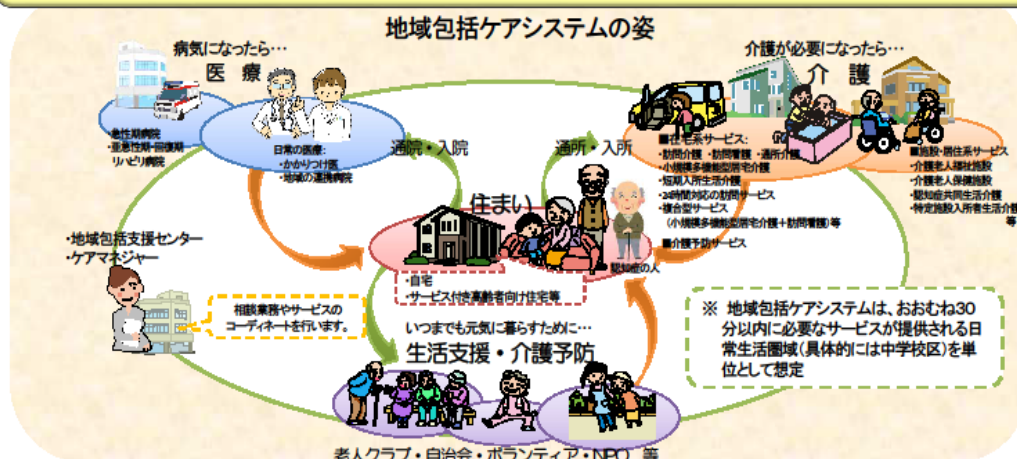 地域包括ケアシステムの姿
病気になったら…
医 療
・急性期病院
・亜急性期・回復期
リハビリ病院
日常の医療:
・かかりつけ医
・地域の連携病院
通院・入院
通所・入所
介護が必要になったら…
介 護
■在宅系サービス:
・訪問介護 ・訪問看護 ・通所介護
・小規模多機能型居宅介護
・短期入所生活介護
・24時間対応の訪問サービス
・複合型サービス
(小規模多機能型居宅介護+訪問看護)等
■介護予防サービス
■施設・居住系サービス
・介護老人福祉施設
・介護老人保健施設
・認知症共同生活介護
・特定施設入所者生活介護
等
住まい
認知症の人
・自宅
・サービス付き高齢者向け住宅等
・地域包括支援センター
・ケアマネジャー
相談業務やサービスの
コーディネートを行います。
いつまでも元気に暮らすために…
生活支援・介護予防
老人クラブ・自治会・ボランティア・NPO 等
※ 地域包括ケアシステムは、おおむね30
分以内に必要なサービスが提供される日
常生活圏域(具体的には中学校区)を単
位として想定